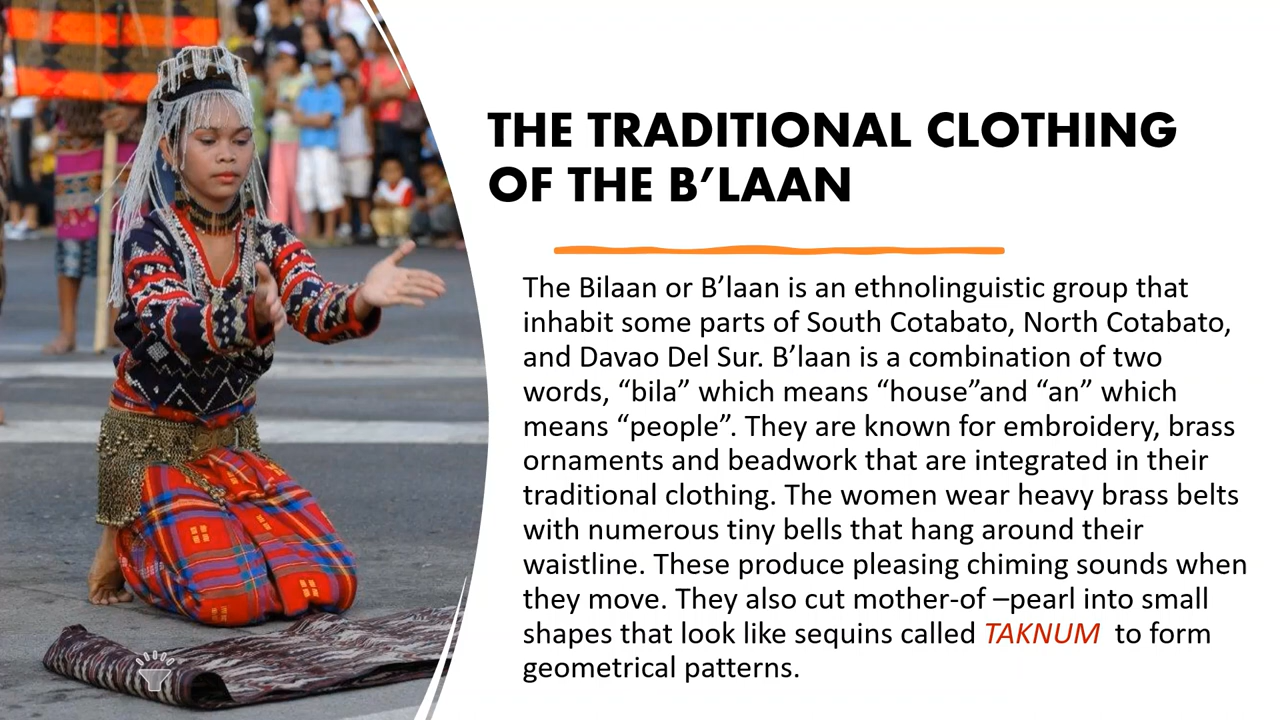 THE TRADITIONAL CLOTHING
OF THE B’LAAN
The Bilaan or B’laan is an ethnolinguistic group that
inhabit some parts of South Cotabato, North Cotabato,
and Davao Del Sur. B’laan is a combination of two
words, “bila” which means “house”and “an” which
means “people”. They are known for embroidery, brass
ornaments and beadwork that are integrated in their
traditional clothing. The women wear heavy brass belts
with numerous tiny bells that hang around their
waistline. These produce pleasing chiming sounds when
they move. They also cut mother-of –pearl into small
shapes that look like sequins called TAKNUM to form
geometrical patterns.